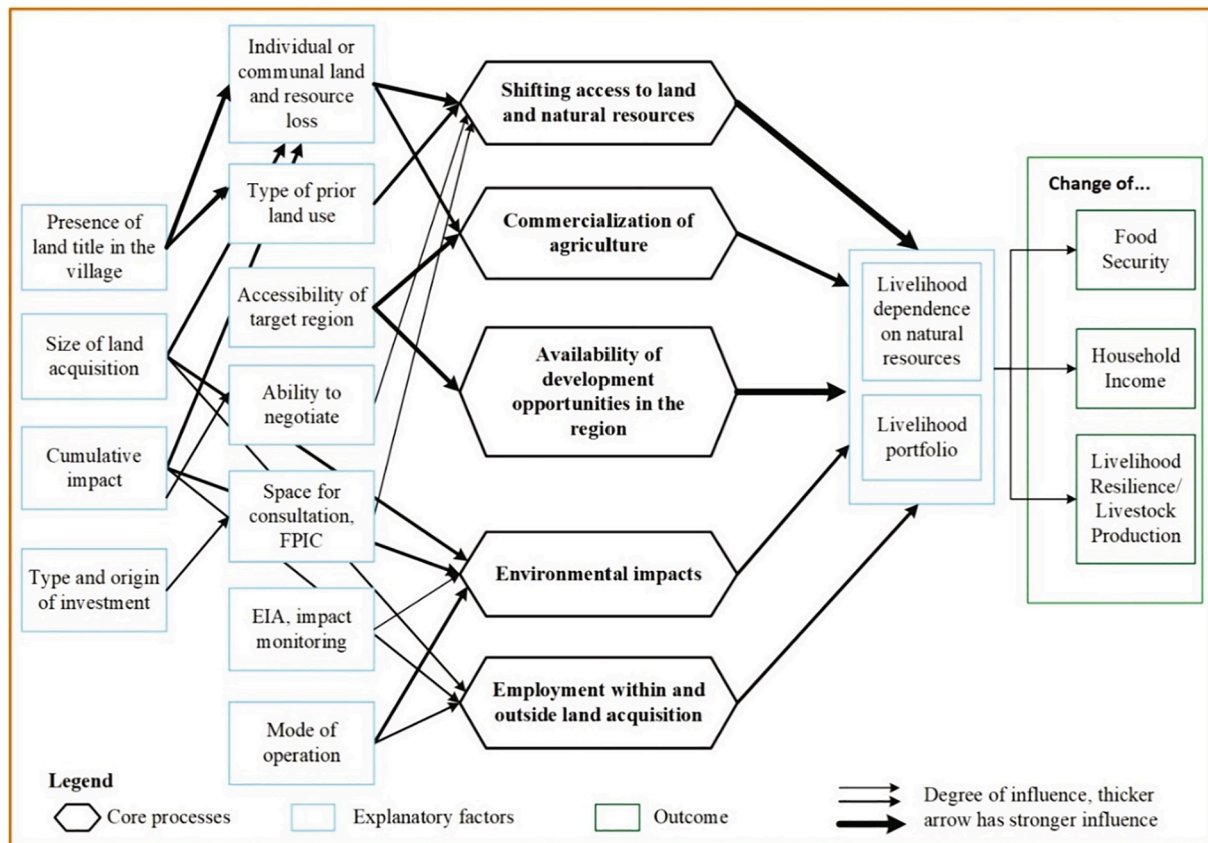 Individual or
communal land
and resource
loss
Type of prior
land use
Presence of
land title in the
village
Accessibility of
target region
Size of land
acquisition
Ability to
negotiate
Cumulative
impact
Space for
consultation,
FPIC
Type and origin
of investment
EIA, impact
monitoring
Mode of
operation
Shifting access to land
and natural resources
Commercialization of
agriculture
Availability of
development
opportunities in the
region
Environmental impacts
Employment within and
outside land acquisition
Livelihood
dependence
on natural
resources
Livelihood
portfolio
Change of...
Food
Security
Household
Income
Livelihood
Resilience/
Livestock
Production
Legend
Core processes
Explanatory factors
Outcome
Degree of influence, thicker
arrow has stronger influence